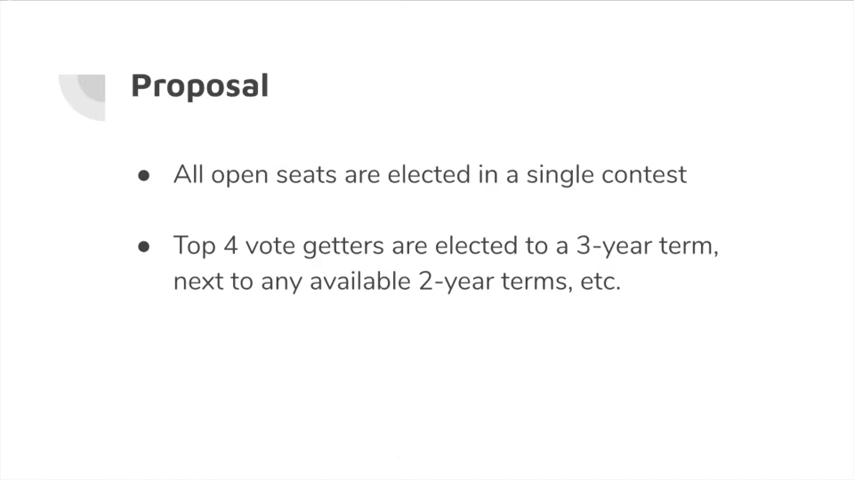 Proposal
● All open seats are elected in a single contest
● Top 4 vote getters are elected to a 3-year term,
next to any available 2-year terms, etc.